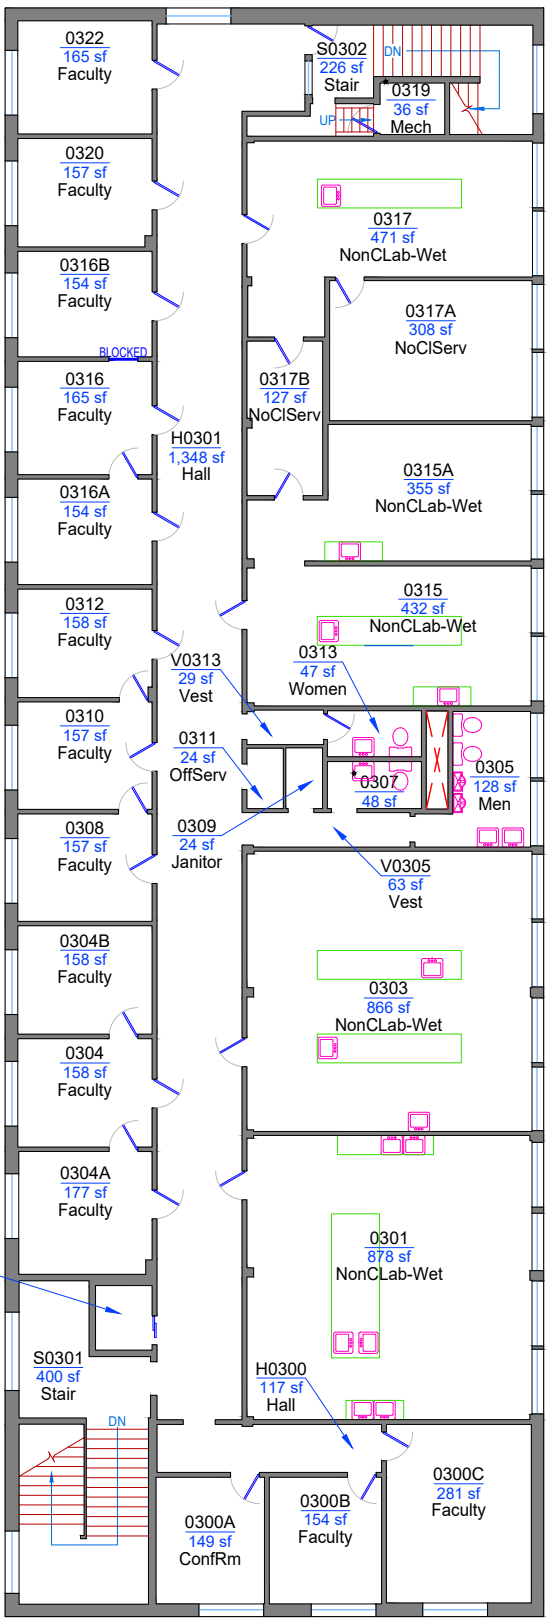 0322
165 sf
Faculty
S0302
226 sf
Stair
DN
0319
36 sf
Mech
UP
0320
157 sf
Faculty
0317
471 sf
NonCLab-Wet
0316B
154 sf
Faculty
BLOCKED
0317A
308 sf
NoClServ
0316
165 sf
Faculty
0317B
127 sf
NoClServ
H0301
1,348 sf
Hall
0316A
154 sf
Faculty
0315A
355 sf
NonCLab-Wet
0312
158 sf
Faculty
0315
432 sf
NonCLab-Wet
V0313
29 sf
Vest
0313
47 sf
Women
0310
157 sf
Faculty
0311
24 sf
OffServ
0307
48 sf
0305
128 sf
Men
0308
157 sf
Faculty
0309
24 sf
Janitor
V0305
63 sf
Vest
0304B
158 sf
Faculty
0303
866 sf
NonCLab-Wet
0304
158 sf
Faculty
0304A
177 sf
Faculty
0301
878 sf
NonCLab-Wet
S0301
400 sf
Stair
H0300
117 sf
Hall
DN
0300C
281 sf
Faculty
0300A
149 sf
ConfRm
0300B
154 sf
Faculty